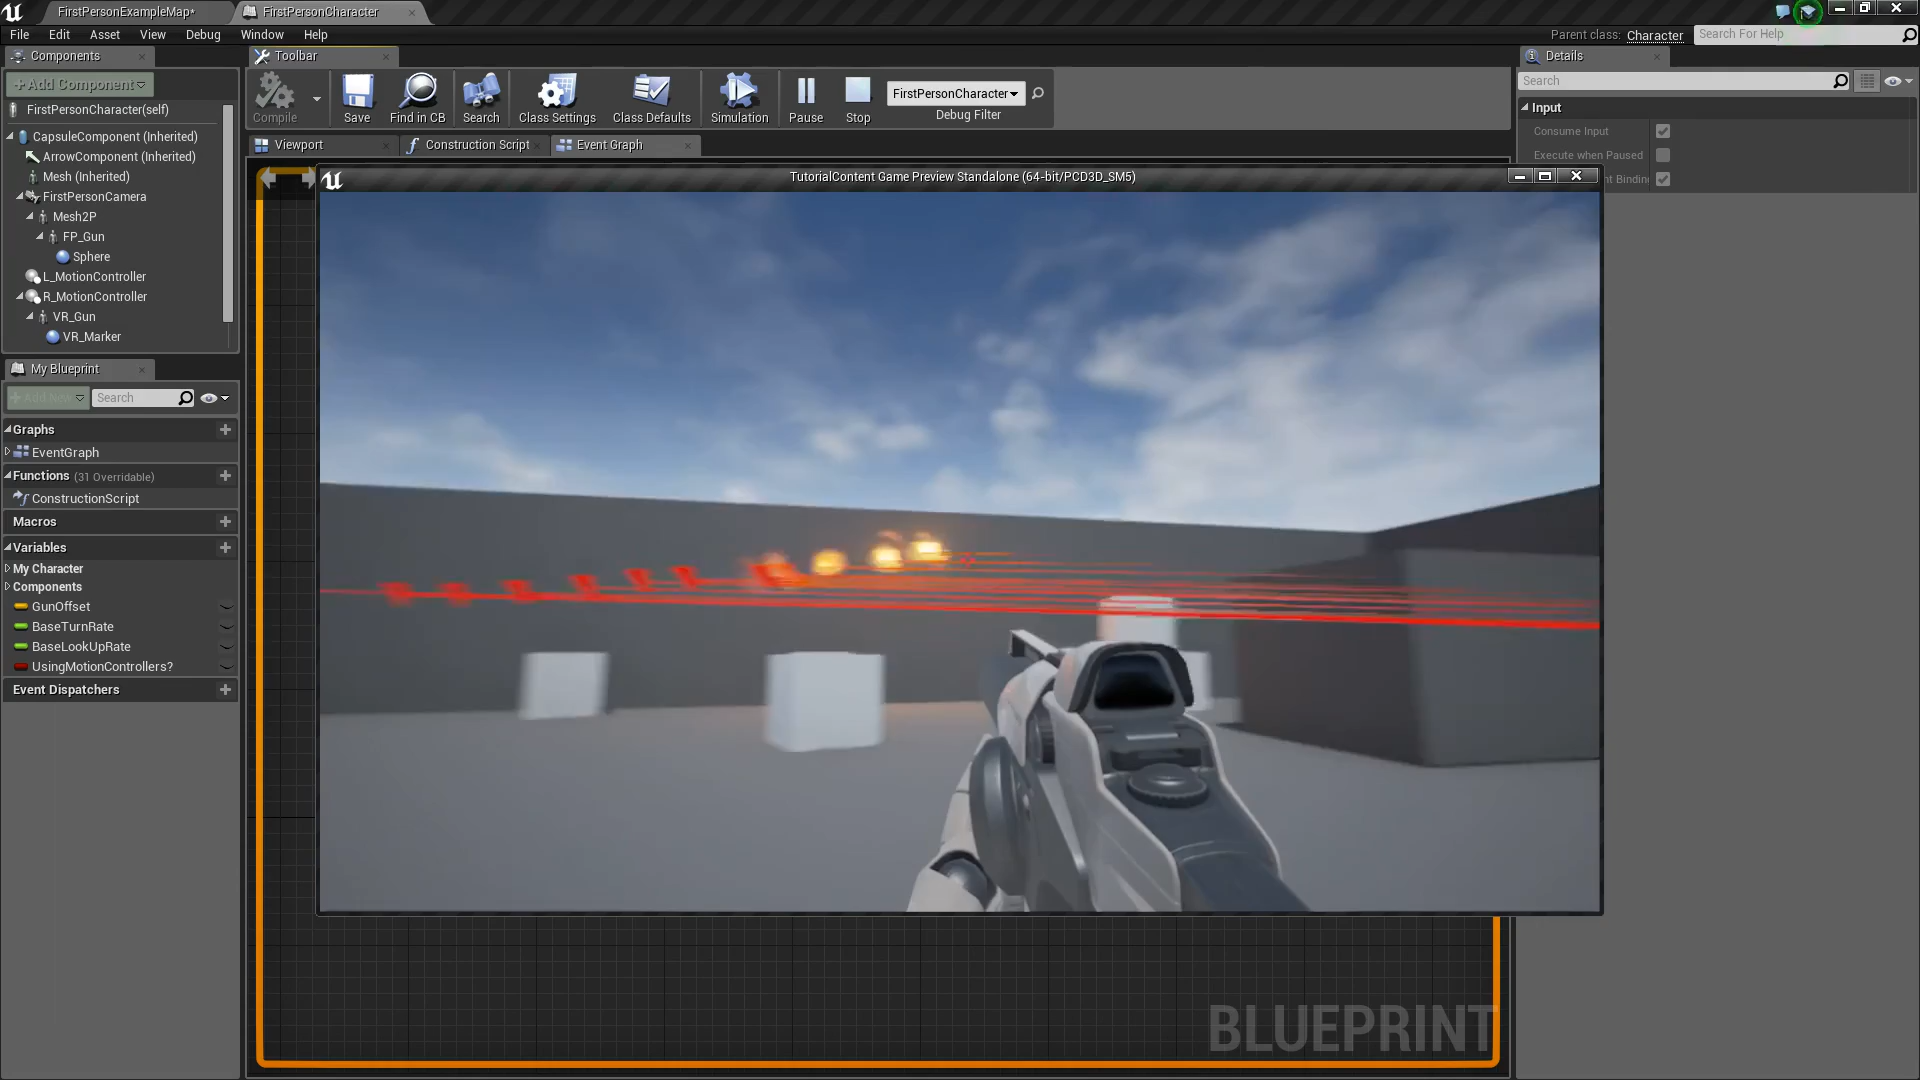 FirstPersonExampleMap*
FirstPersonCharacter
File Edit Asset View Debug Window Help
Parent class: Character
Search For Help
Components
Toolbar
Details
+Add Component
Search
FirstPersonCharacter(self)
Compile
Save
Find in CB
Search
Class Settings
Class Defaults
Simulation
Pause
Stop
FirstPersonCharacter
Debug Filter
Input
Consume Input
Execute when Paused
nt Bindin
CapsuleComponent (Inherited)
ArrowComponent (Inherited)
Mesh (Inherited)
FirstPersonCamera
Mesh2P
FP_Gun
Sphere
L_MotionController
R_MotionController
VR_Gun
VR_Marker
Viewport
Construction Script
Event Graph
TutorialContent Game Preview Standalone (64-bit/PCD3D_SM5)
My Blueprint
+Add New
Search
Graphs
EventGraph
Functions (31 Overridable)
ConstructionScript
Macros
Variables
My Character
Components
GunOffset
BaseTurnRate
BaseLookUpRate
UsingMotionControllers?
Event Dispatchers
BLUEPRINT